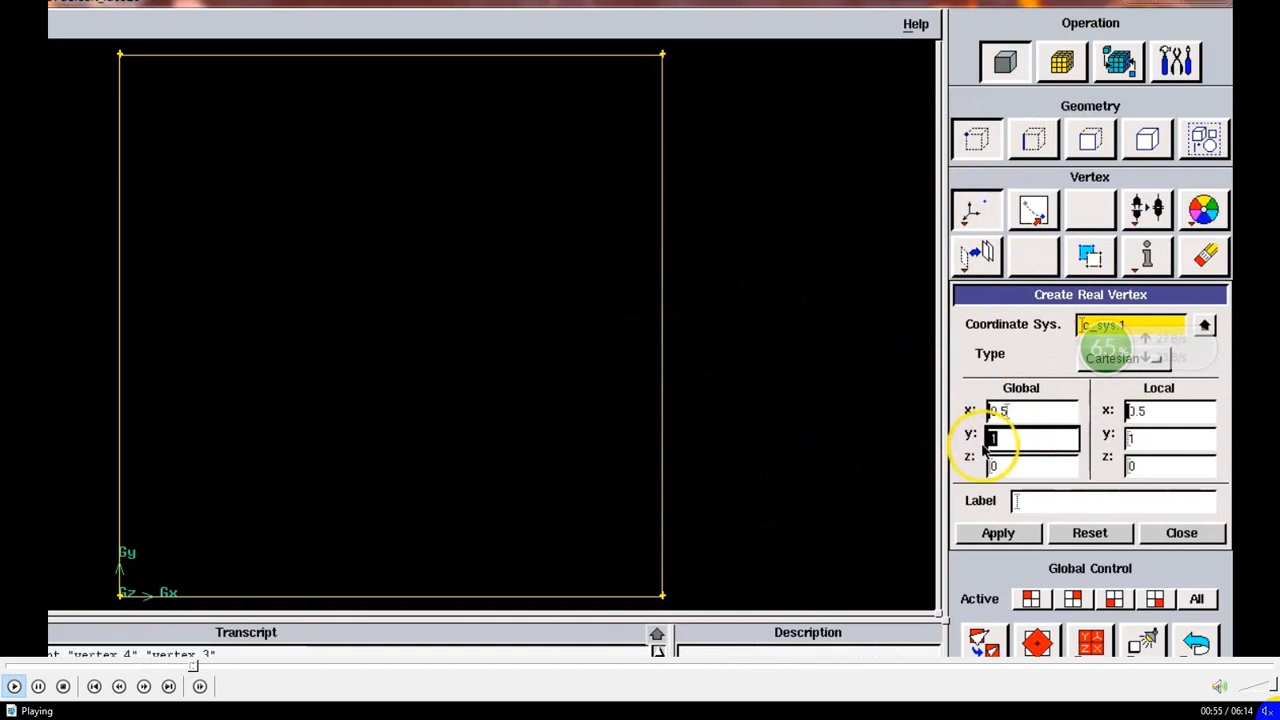 Help
Operation
Geometry
Vertex
Create Real Vertex
Coordinate Sys. c_sys.1
Type Cartesian
65%
Global Local
x: 0.5 x: 0.5
y: 1 y: 1
z: 0 z: 0
Label
Apply Reset Close
Global Control
Active All
Gy
Gz Gx
Transcript Description
"vertex.4" "vertex.3"
Playing 00:55 / 06:14